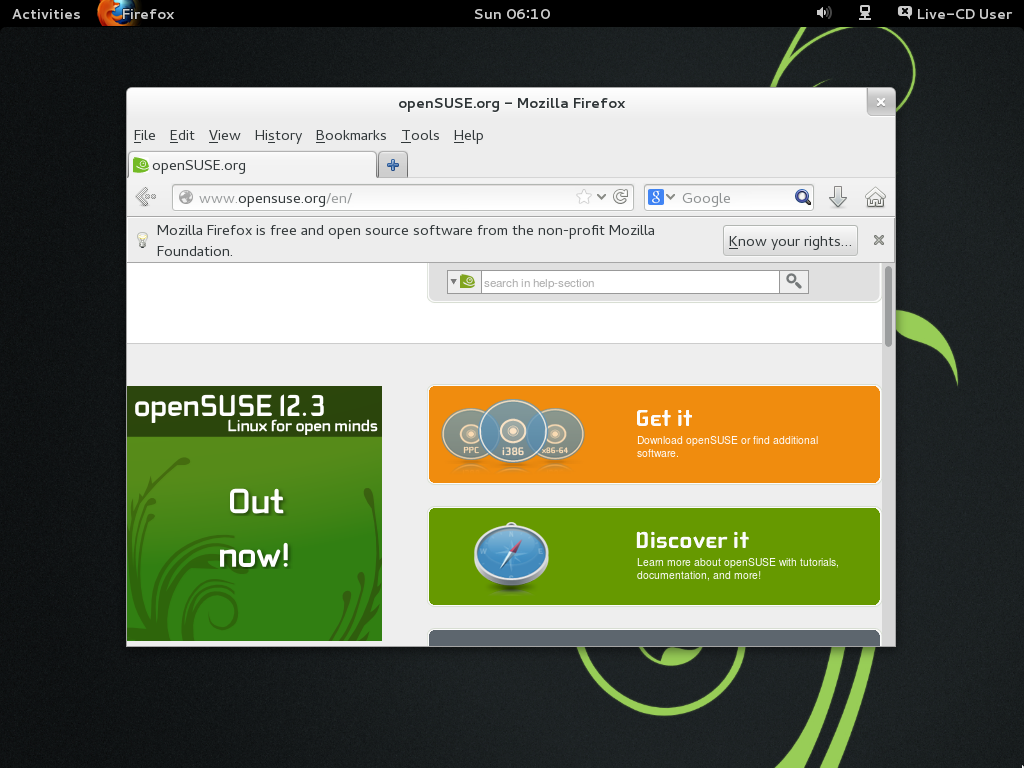 Activities Firefox Sun 06:10 Live-CD User
openSUSE.org - Mozilla Firefox
File Edit View History Bookmarks Tools Help
openSUSE.org
www.opensuse.org/en/ 8 Google
Mozilla Firefox is free and open source software from the non-profit Mozilla
Foundation.
Know your rights...
search in help-section
openSUSE 12.3
Linux for open minds
Out
now!
PPC i386 x86-64
Get it
Download openSUSE or find additional
software.
Discover it
Learn more about openSUSE with tutorials,
documentation, and more!